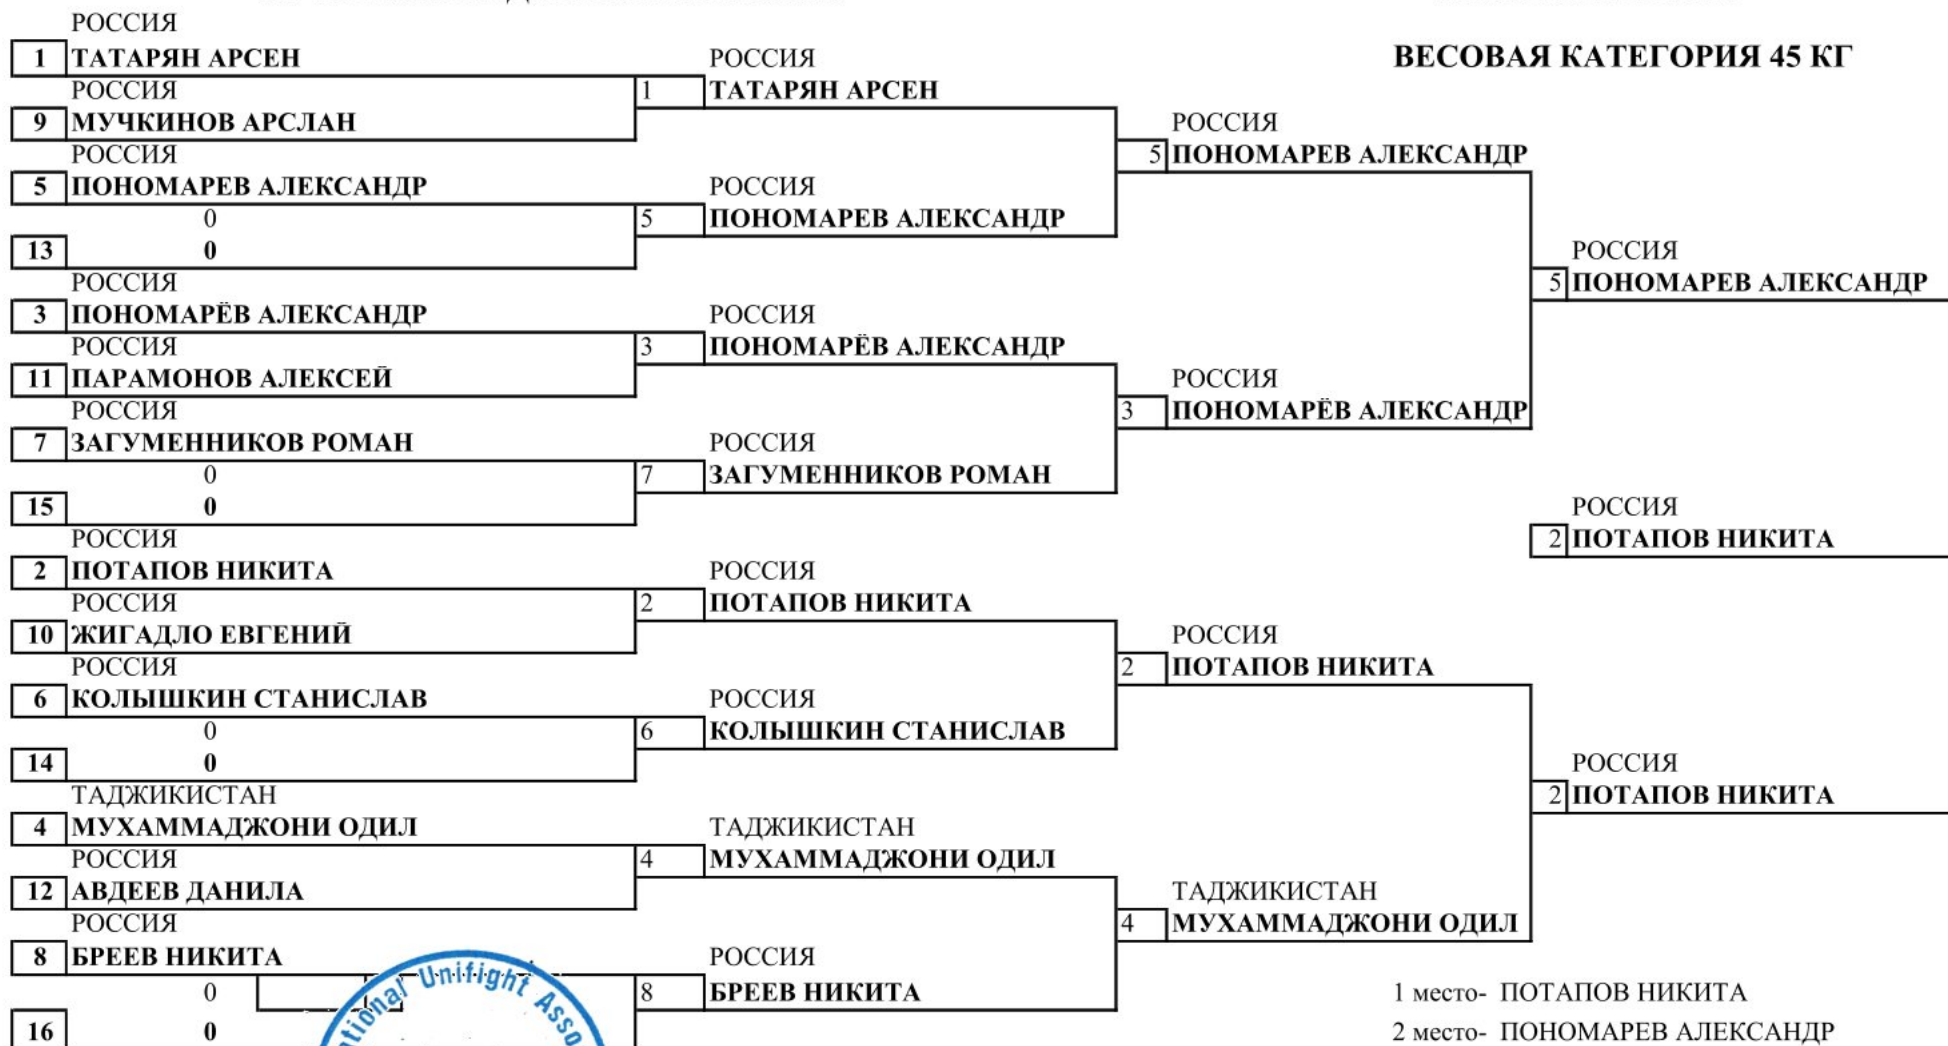 РОССИЯ
1 ТАТАРЯН АРСЕН
РОССИЯ
9 МУЧКИНОВ АРСЛАН
РОССИЯ
5 ПОНОМАРЕВ АЛЕКСАНДР
0
13 0
РОССИЯ
3 ПОНОМАРЁВ АЛЕКСАНДР
РОССИЯ
11 ПАРАМОНОВ АЛЕКСЕЙ
РОССИЯ
7 ЗАГУМЕННИКОВ РОМАН
0
15 0
РОССИЯ
2 ПОТАПОВ НИКИТА
РОССИЯ
10 ЖИГАДЛО ЕВГЕНИЙ
РОССИЯ
6 КОЛЫШКИН СТАНИСЛАВ
0
14 0
ТАДЖИКИСТАН
4 МУХАММАДЖОНИ ОДИЛ
РОССИЯ
12 АВДЕЕВ ДАНИЛА
РОССИЯ
8 БРЕЕВ НИКИТА
0
16 0
Unifight
РОССИЯ
1 ТАТАРЯН АРСЕН
РОССИЯ
5 ПОНОМАРЕВ АЛЕКСАНДР
РОССИЯ
3 ПОНОМАРЁВ АЛЕКСАНДР
РОССИЯ
7 ЗАГУМЕННИКОВ РОМАН
РОССИЯ
2 ПОТАПОВ НИКИТА
РОССИЯ
6 КОЛЫШКИН СТАНИСЛАВ
ТАДЖИКИСТАН
4 МУХАММАДЖОНИ ОДИЛ
РОССИЯ
8 БРЕЕВ НИКИТА
ВЕСОВАЯ КАТЕГОРИЯ 45 КГ
РОССИЯ
5 ПОНОМАРЕВ АЛЕКСАНДР
РОССИЯ
3 ПОНОМАРЁВ АЛЕКСАНДР
РОССИЯ
2 ПОТАПОВ НИКИТА
ТАДЖИКИСТАН
4 МУХАММАДЖОНИ ОДИЛ
РОССИЯ
5 ПОНОМАРЕВ АЛЕКСАНДР
РОССИЯ
2 ПОТАПОВ НИКИТА
РОССИЯ
2 ПОТАПОВ НИКИТА
1 место- ПОТАПОВ НИКИТА
2 место- ПОНОМАРЕВ АЛЕКСАНДР